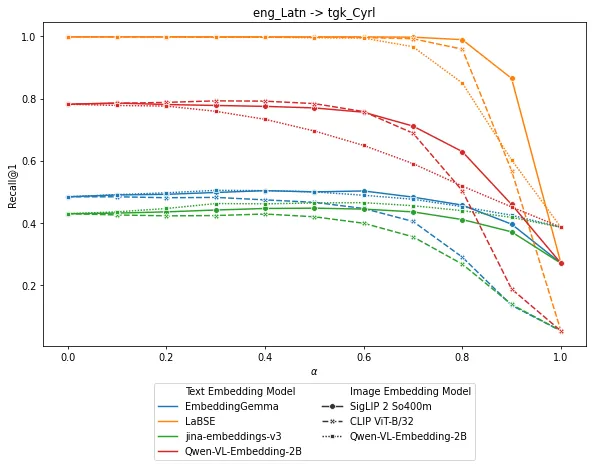 eng_Latn -> tgk_Cyrl
Recall@1
1.0
0.8
0.6
0.4
0.2
0.0 0.2 0.4 0.6 0.8 1.0
α
Text Embedding Model Image Embedding Model
EmbeddingGemma SigLIP 2 So400m
LaBSE CLIP ViT-B/32
jina-embeddings-v3 Qwen-VL-Embedding-2B
Qwen-VL-Embedding-2B